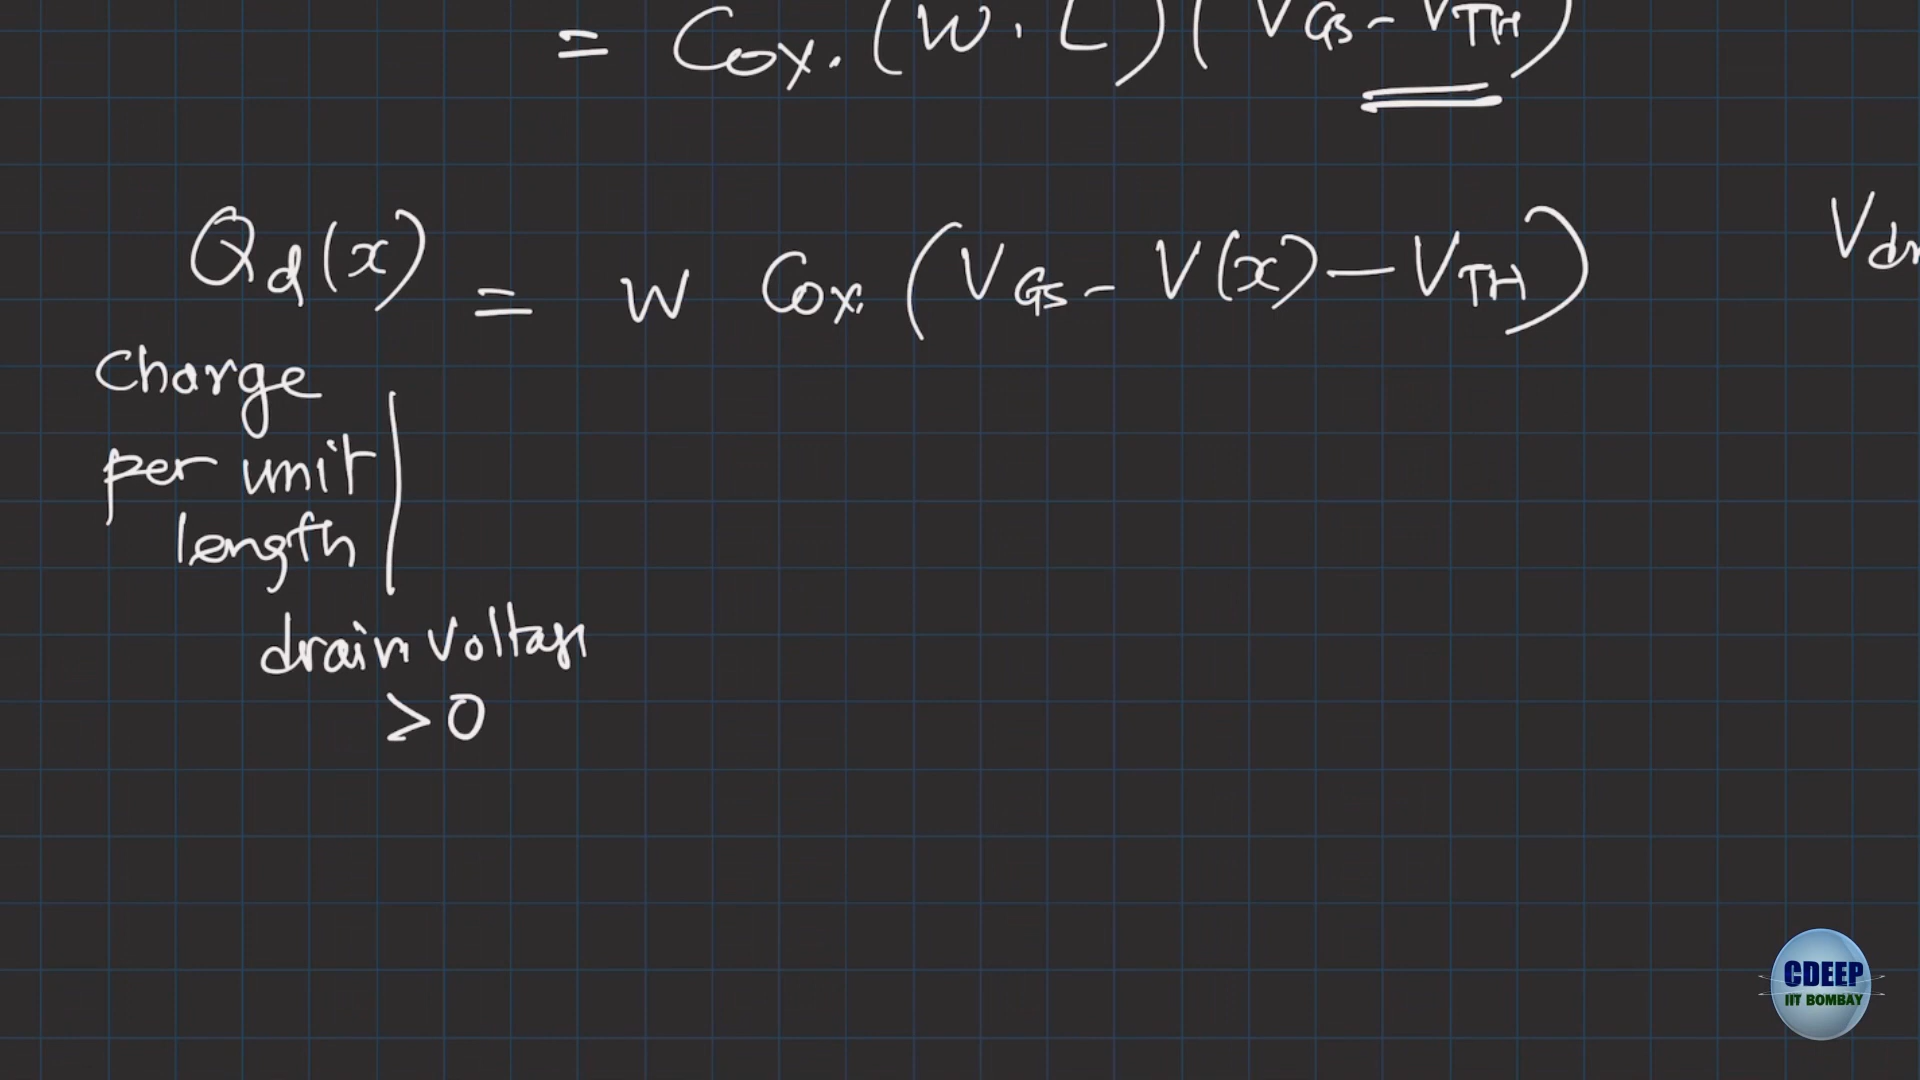 = Cox. (W. L) (VGS - VTH)
Qd(x) = W Cox. (VGS - V(x) - VTH)
Charge
per unit
length
drain voltage
> 0
CDEEP
IIT BOMBAY